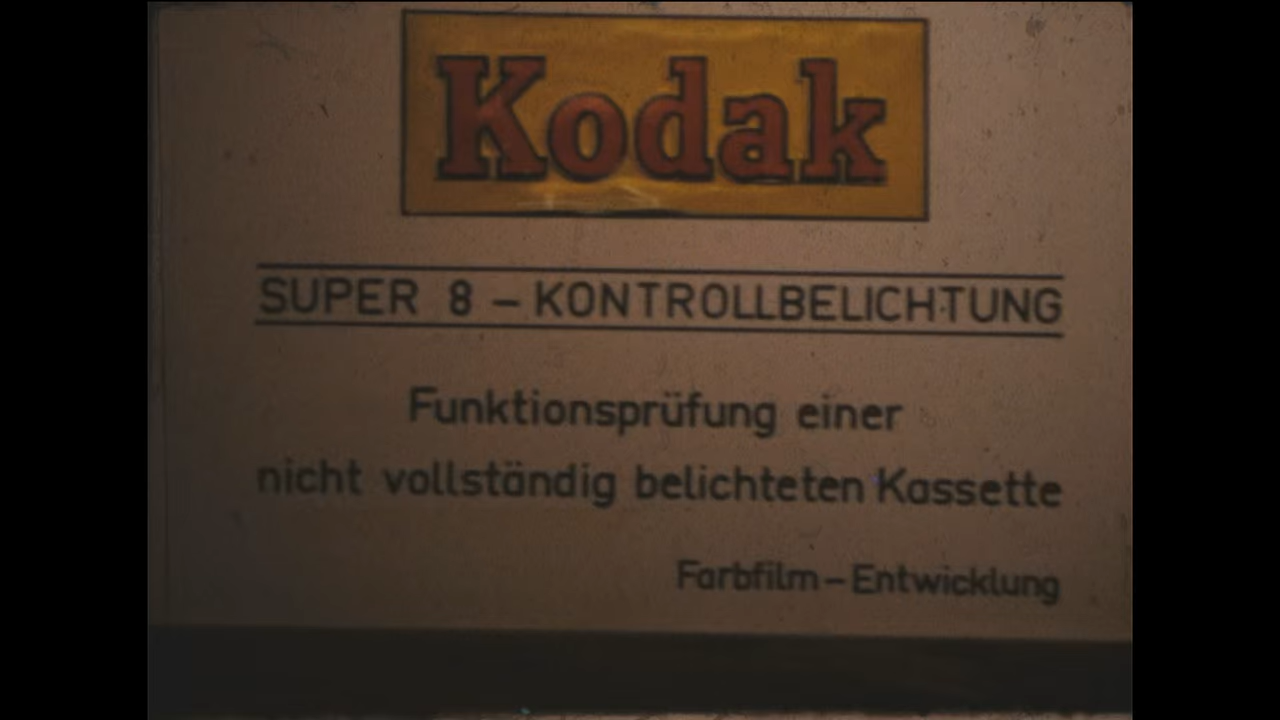 Kodak
SUPER 8 – KONTROLLBELICHTUNG
Funktionsprüfung einer
nicht vollständig belichteten Kassette
Farbfilm – Entwicklung